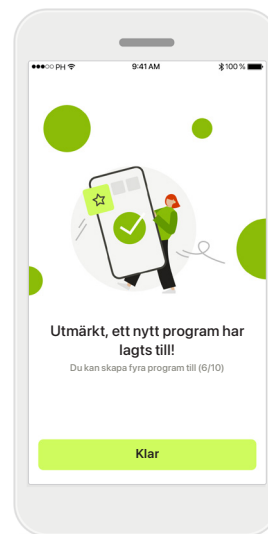 ●●●○○ PH 9:41 AM 100 %
Utmärkt, ett nytt program har
lagts till!
Du kan skapa fyra program till (6/10)
Klar